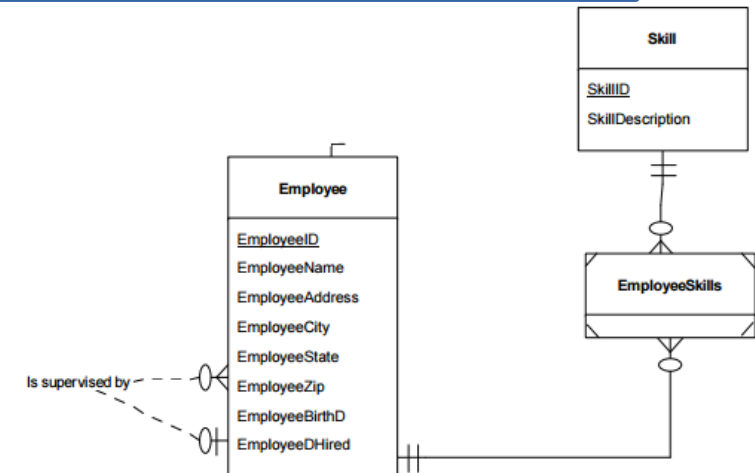 Skill
SkillID
SkillDescription
Employee
EmployeeID
EmployeeName
EmployeeAddress
EmployeeCity
EmployeeState
EmployeeZip
EmployeeBirthD
EmployeeDHired
Is supervised by
EmployeeSkills